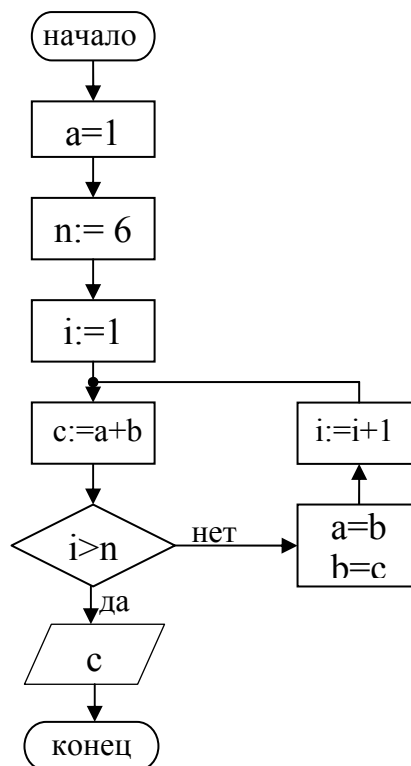 начало
a=1
n:= 6
i:=1
c:=a+b
i:=i+1
i>n
нет
a=b
b=c
да
c
конец